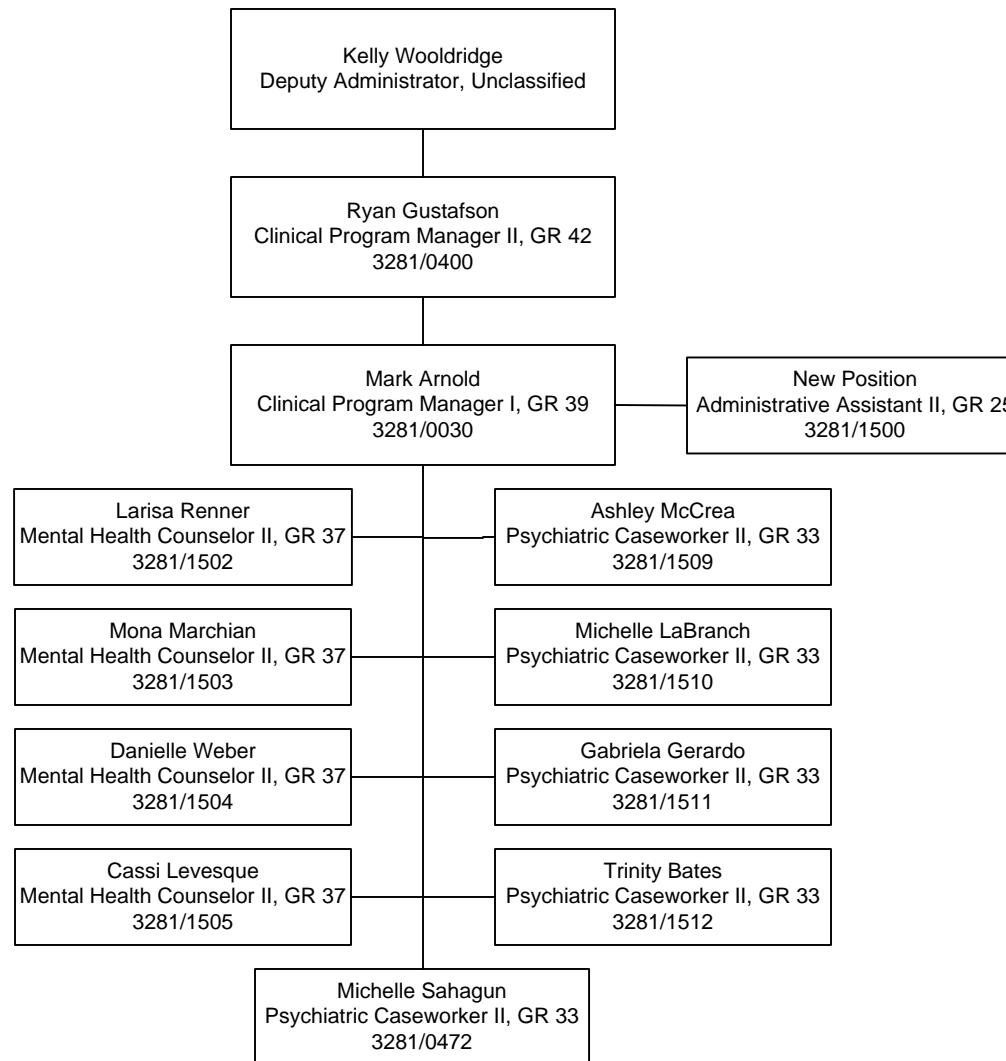 Kelly Wooldridge
Deputy Administrator, Unclassified
Ryan Gustafson
Clinical Program Manager II, GR 42
3281/0400
Mark Arnold
Clinical Program Manager I, GR 39
3281/0030
New Position
Administrative Assistant II, GR 25
3281/1500
Larisa Renner
Mental Health Counselor II, GR 37
3281/1502
Ashley McCrea
Psychiatric Caseworker II, GR 33
3281/1509
Mona Marchian
Mental Health Counselor II, GR 37
3281/1503
Michelle LaBranch
Psychiatric Caseworker II, GR 33
3281/1510
Danielle Weber
Mental Health Counselor II, GR 37
3281/1504
Gabriela Gerardo
Psychiatric Caseworker II, GR 33
3281/1511
Cassi Levesque
Mental Health Counselor II, GR 37
3281/1505
Trinity Bates
Psychiatric Caseworker II, GR 33
3281/1512
Michelle Sahagun
Psychiatric Caseworker II, GR 33
3281/0472